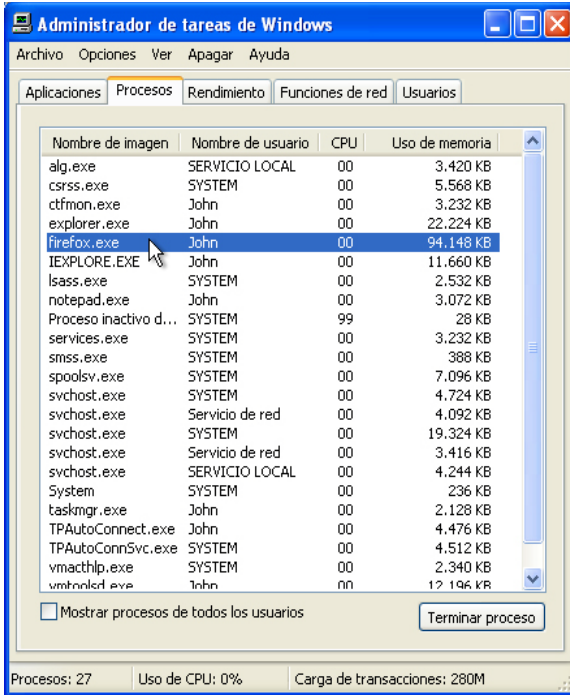 Administrador de tareas de Windows
Archivo Opciones Ver Apagar Ayuda
Aplicaciones Procesos Rendimiento Funciones de red Usuarios
Nombre de imagen Nombre de usuario CPU Uso de memoria
alg.exe SERVICIO LOCAL 00 3.420 KB
csrss.exe SYSTEM 00 5.568 KB
ctfmon.exe John 00 3.232 KB
explorer.exe John 00 22.224 KB
firefox.exe John 00 94.148 KB
IEXPLORE.EXE John 00 11.660 KB
lsass.exe SYSTEM 00 2.532 KB
notepad.exe John 00 3.072 KB
Proceso inactivo d... SYSTEM 99 28 KB
services.exe SYSTEM 00 3.232 KB
smss.exe SYSTEM 00 388 KB
spoolsv.exe SYSTEM 00 7.096 KB
svchost.exe SYSTEM 00 4.724 KB
svchost.exe Servicio de red 00 4.092 KB
svchost.exe SYSTEM 00 19.324 KB
svchost.exe Servicio de red 00 3.416 KB
svchost.exe SERVICIO LOCAL 00 4.244 KB
System SYSTEM 00 236 KB
taskmgr.exe John 00 2.128 KB
TPAutoConnect.exe John 00 4.476 KB
TPAutoConnSvc.exe SYSTEM 00 4.512 KB
vmacthlp.exe SYSTEM 00 2.340 KB
vmtoolsd.exe John 00 12.196 KB
Mostrar procesos de todos los usuarios
Terminar proceso
Procesos: 27 Uso de CPU: 0% Carga de transacciones: 280M